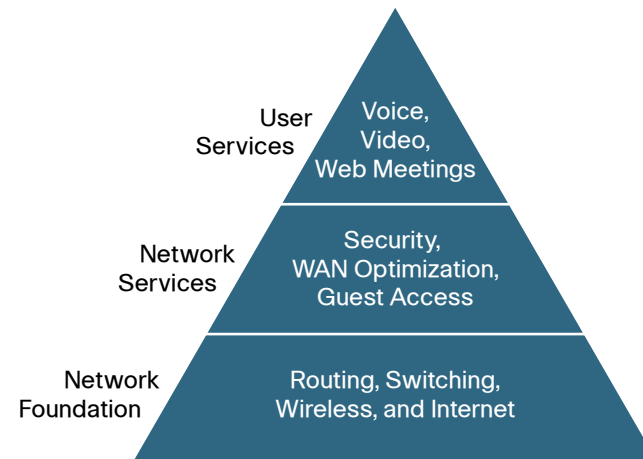 User
Services
Voice,
Video,
Web Meetings
Network
Services
Security,
WAN Optimization,
Guest Access
Network
Foundation
Routing, Switching,
Wireless, and Internet